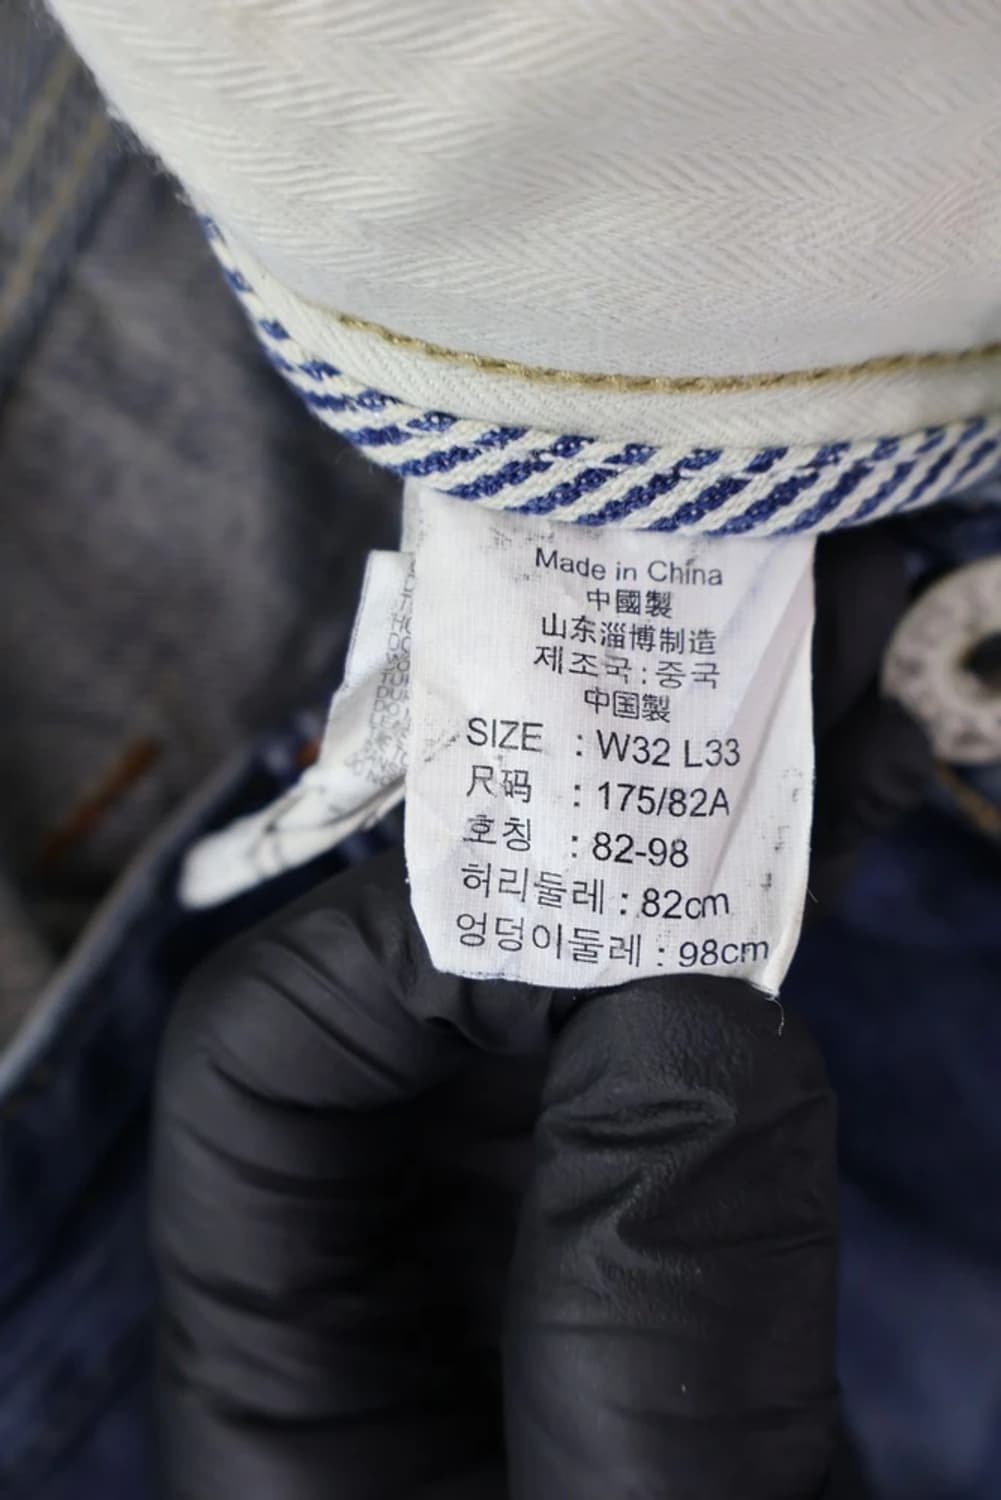 Made in China
中國製
山东淄博制造
제조국:중국
中国製
SIZE : W32 L33
尺码 : 175/82A
호칭 : 82-98
허리둘레 : 82cm
엉덩이둘레 : 98cm